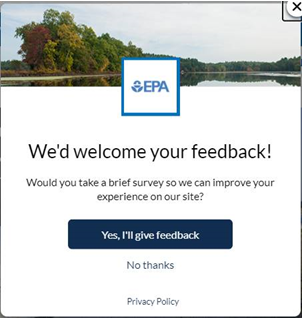 EPA
We'd welcome your feedback!
Would you take a brief survey so we can improve your
experience on our site?
Yes, I'll give feedback
No thanks
Privacy Policy